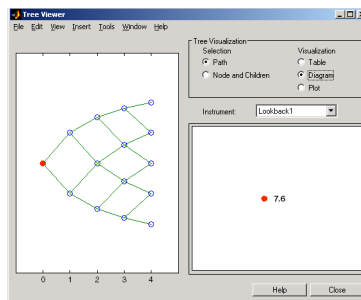 Tree Viewer
File Edit View Insert Tools Window Help
Tree Visualization
Selection
Visualization
Path
Table
Node and Children
Diagram
Plot
Instrument:
Lookback1
7.6
0 1 2 3 4
Help
Close